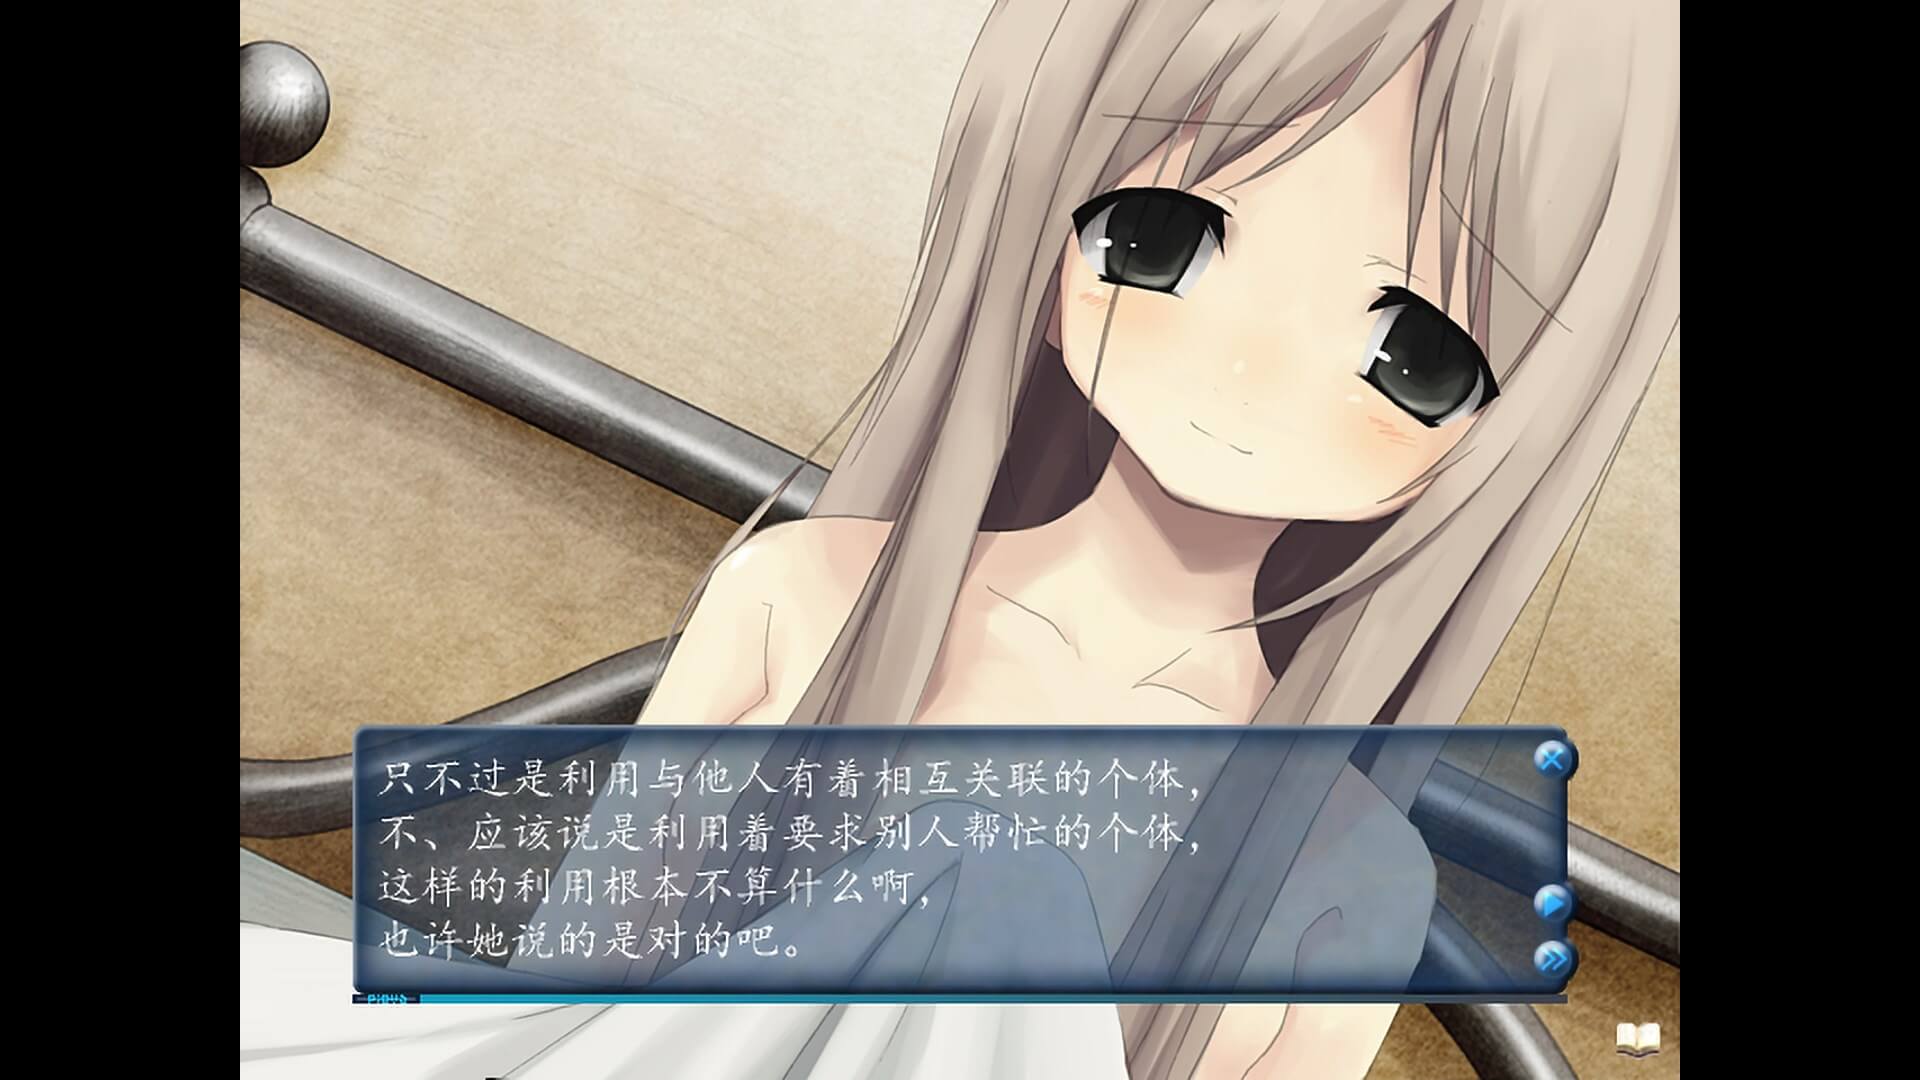 只不过是利用与他人有着相互关联的个体，
不、应该说是利用着要求别人帮忙的个体，
这样的利用根本不算什么啊，
也许她说的是对的吧。